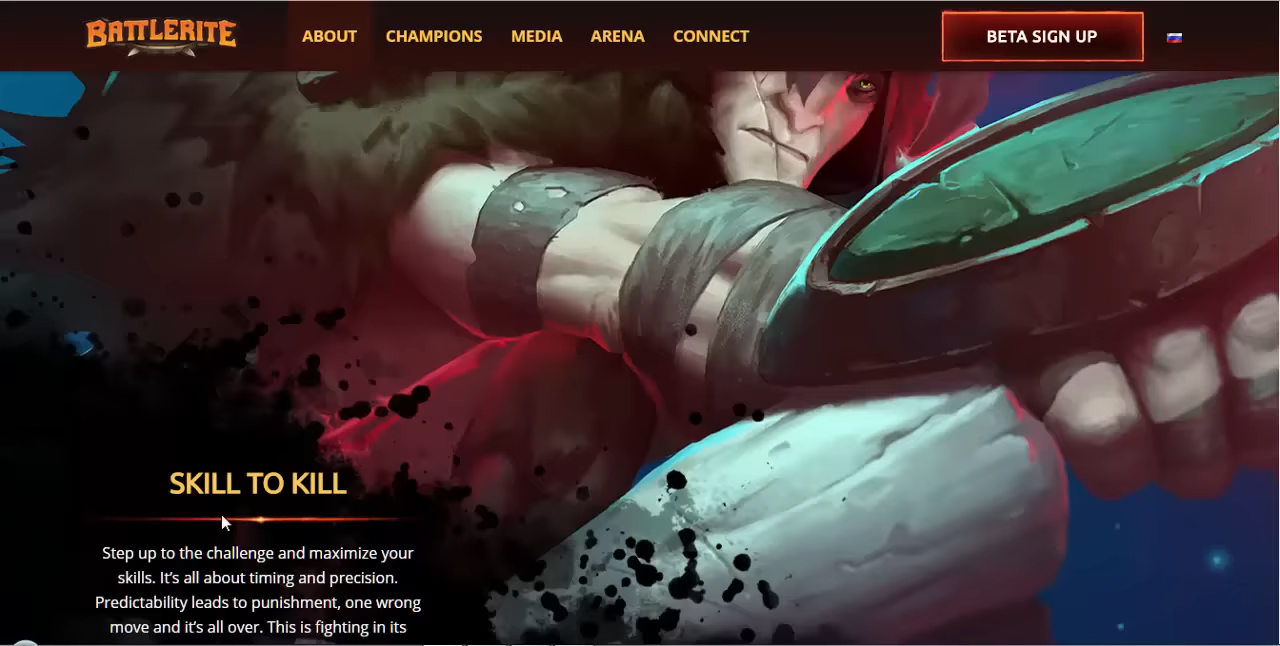 BATTLERITE
ABOUT CHAMPIONS MEDIA ARENA CONNECT BETA SIGN UP
SKILL TO KILL
Step up to the challenge and maximize your
skills. It’s all about timing and precision.
Predictability leads to punishment, one wrong
move and it’s all over. This is fighting in its